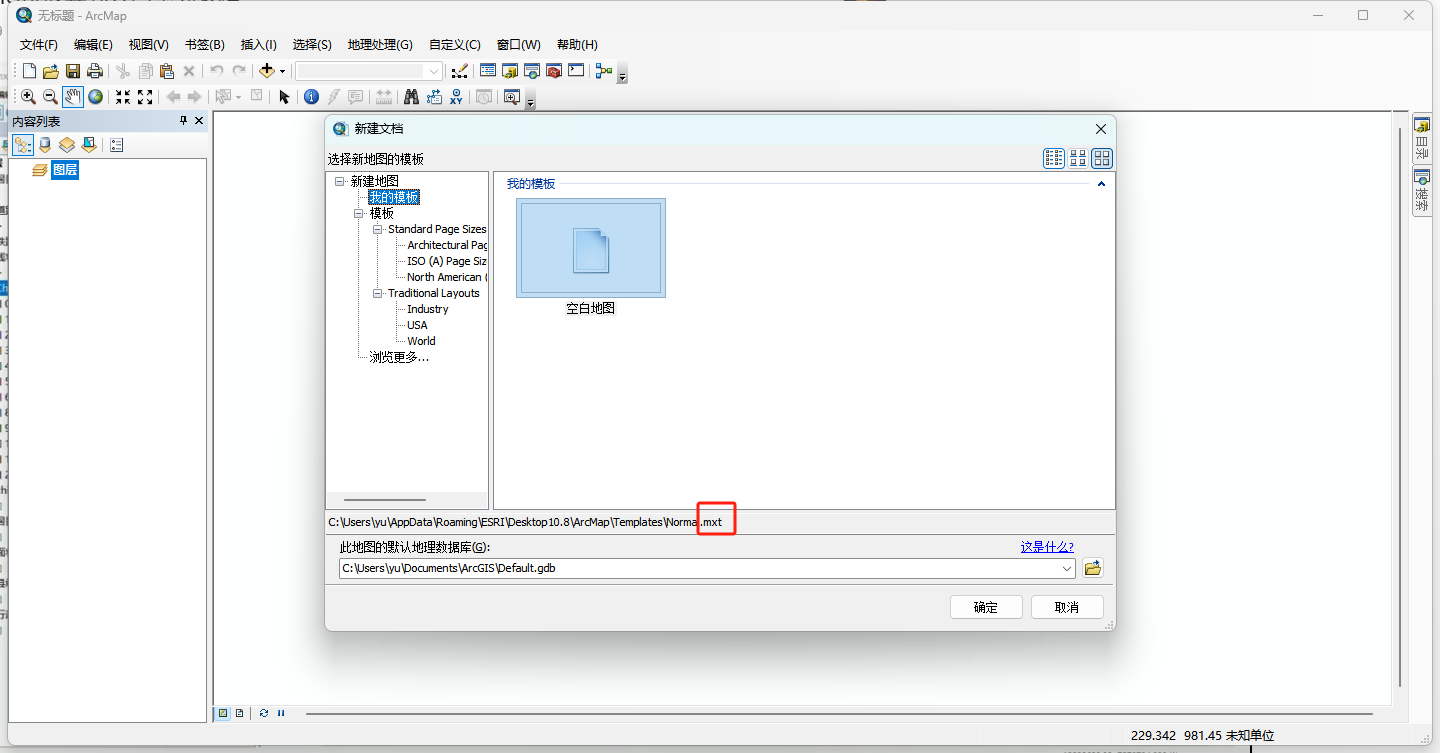 无标题 - ArcMap
文件(F) 编辑(E) 视图(V) 书签(B) 插入(I) 选择(S) 地理处理(G) 自定义(C) 窗口(W) 帮助(H)
内容列表
图层
新建文档
选择新地图的模板
新建地图
我的模板
模板
Standard Page Sizes
Architectural Pag
ISO (A) Page Siz
North American (
Traditional Layouts
Industry
USA
World
浏览更多...
我的模板
空白地图
C:\Users\yu\AppData\Roaming\ESRI\Desktop10.8\ArcMap\Templates\Normal.mxt
此地图的默认地理数据库(G):
这是什么?
C:\Users\yu\Documents\ArcGIS\Default.gdb
确定
取消
目录
搜索
XY
229.342 981.45 未知单位